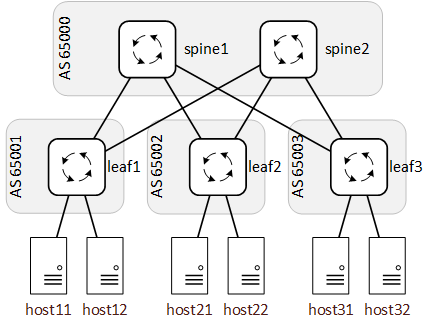 AS 65000
spine1
spine2
AS 65001
leaf1
AS 65002
leaf2
AS 65003
leaf3
host11
host12
host21
host22
host31
host32